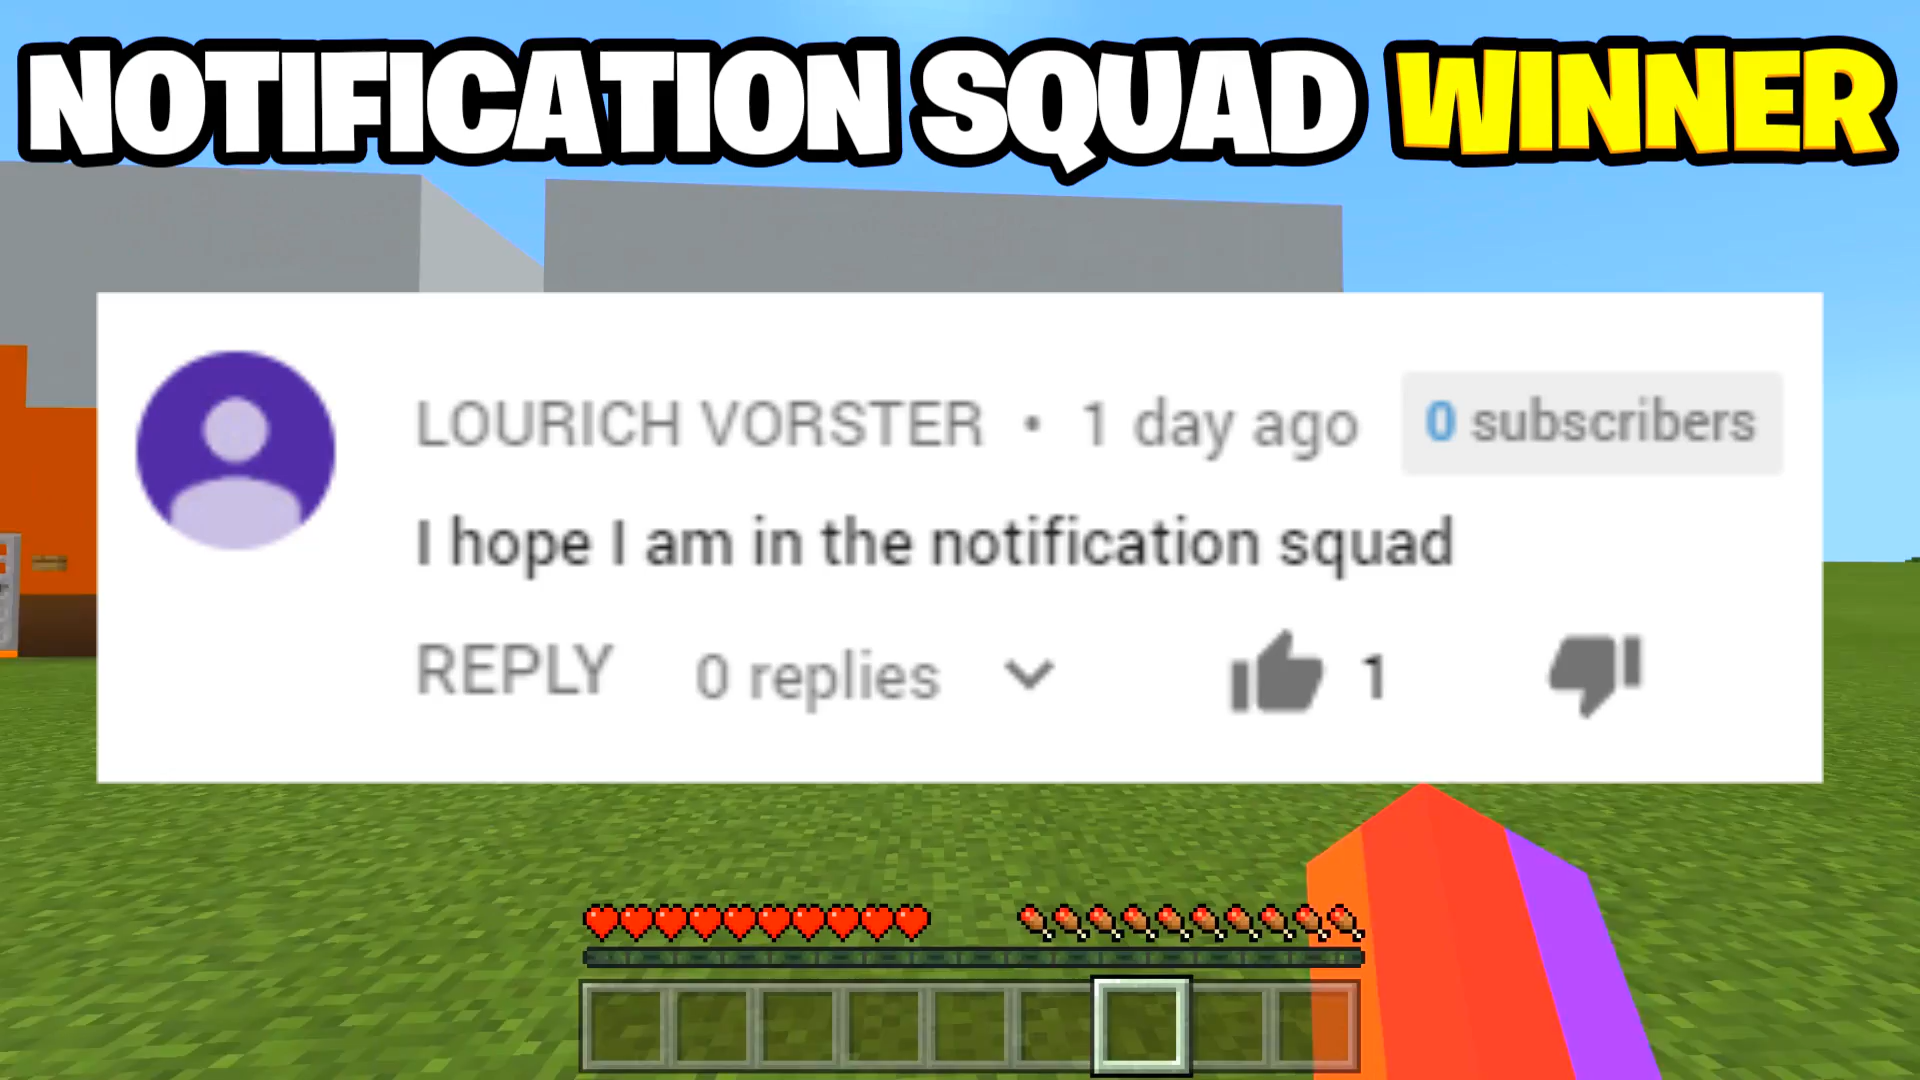 NOTIFICATION SQUAD WINNER
LOURICH VORSTER • 1 day ago 0 subscribers
I hope I am in the notification squad
REPLY 0 replies 1